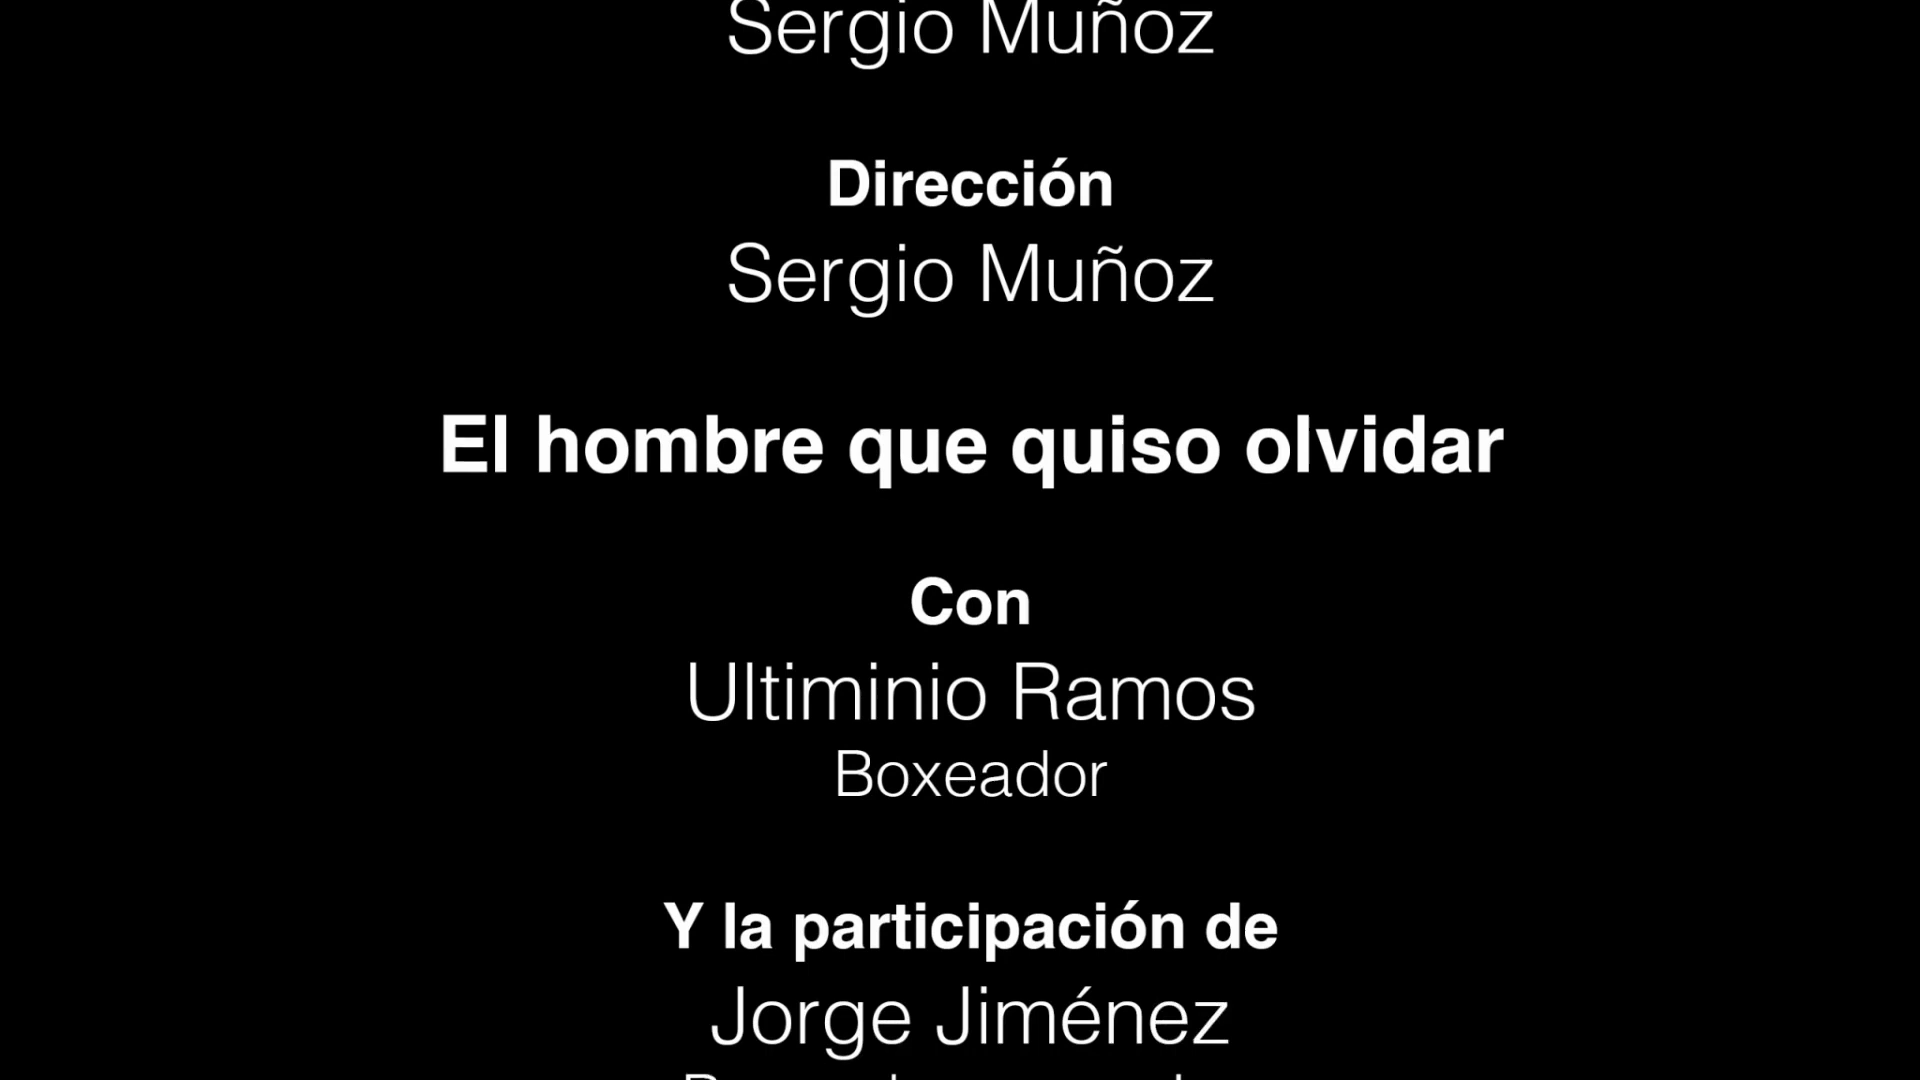 Sergio Muñoz
Dirección
Sergio Muñoz
El hombre que quiso olvidar
Con
Ultiminio Ramos
Boxeador
Y la participación de
Jorge Jiménez